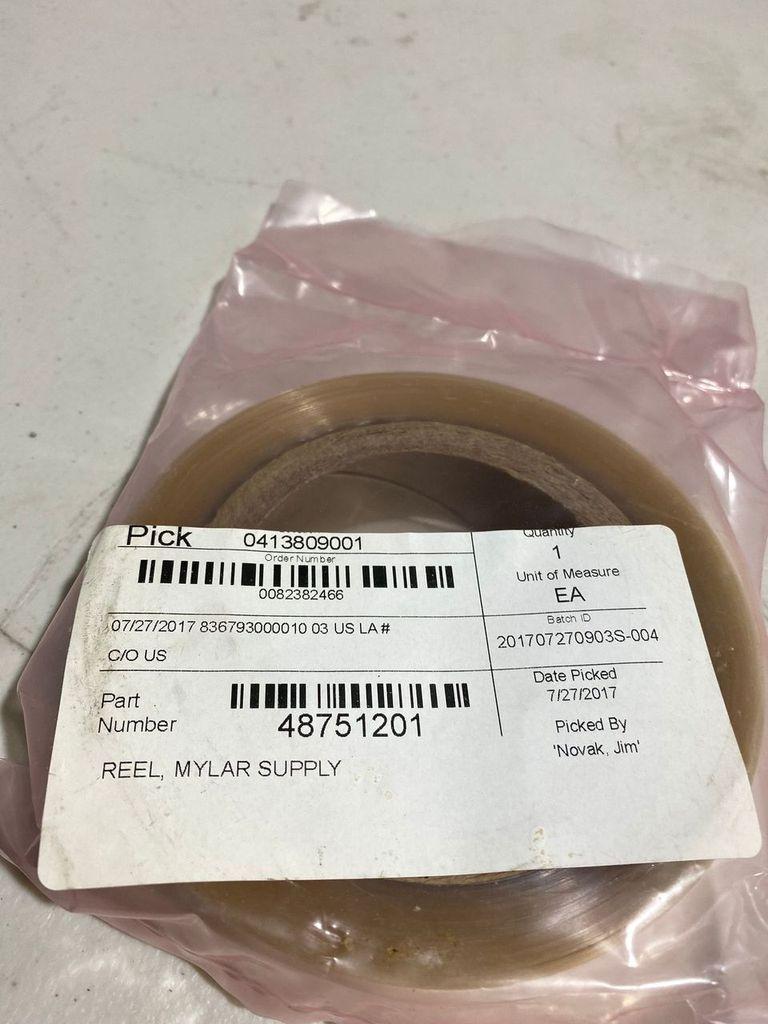 Pick 0413809001
Order Number
0082382466
07/27/2017 836793000010 03 US LA #
C/O US
Part
Number 48751201
REEL, MYLAR SUPPLY
Quantity
1
Unit of Measure
EA
Batch ID
201707270903S-004
Date Picked
7/27/2017
Picked By
'Novak, Jim'